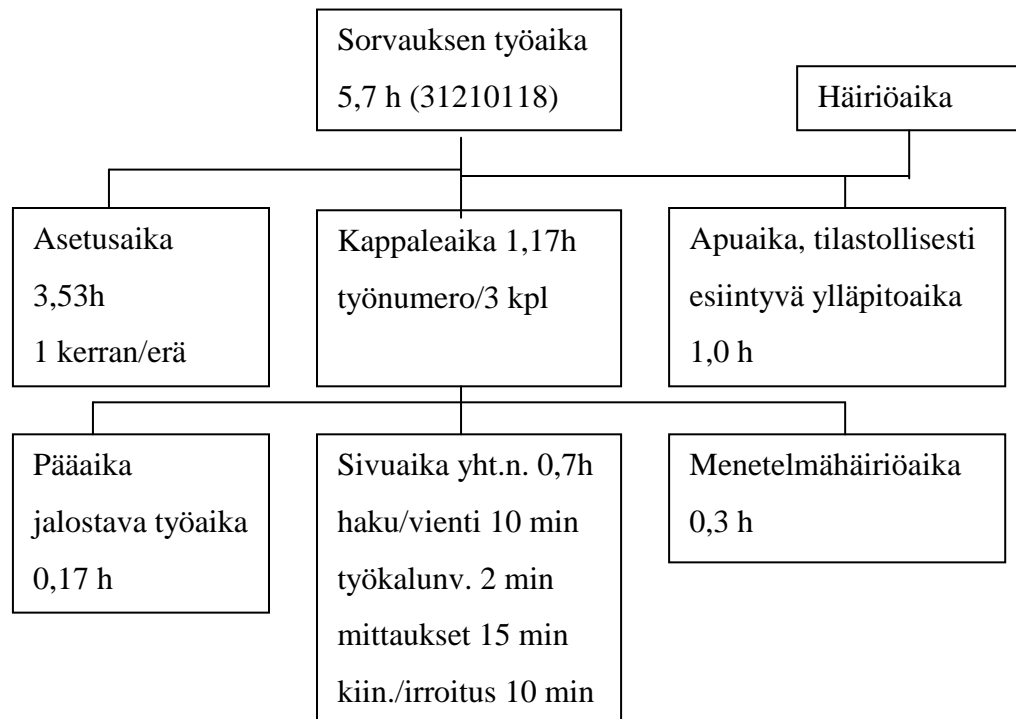 Sorvauksen työaika
5,7 h (31210118)
Häiriöaika
Asetusaika
3,53h
1 kerran/erä
Kappaleaika 1,17h
työnumero/3 kpl
Apuaika, tilastollisesti
esiintyvä ylläpitoaika
1,0 h
Pääaika
jalostava työaika
0,17 h
Sivuaika yht.n. 0,7h
haku/vienti 10 min
työkalunv. 2 min
mittaukset 15 min
kiin./irroitus 10 min
Menetelmähäiriöaika
0,3 h